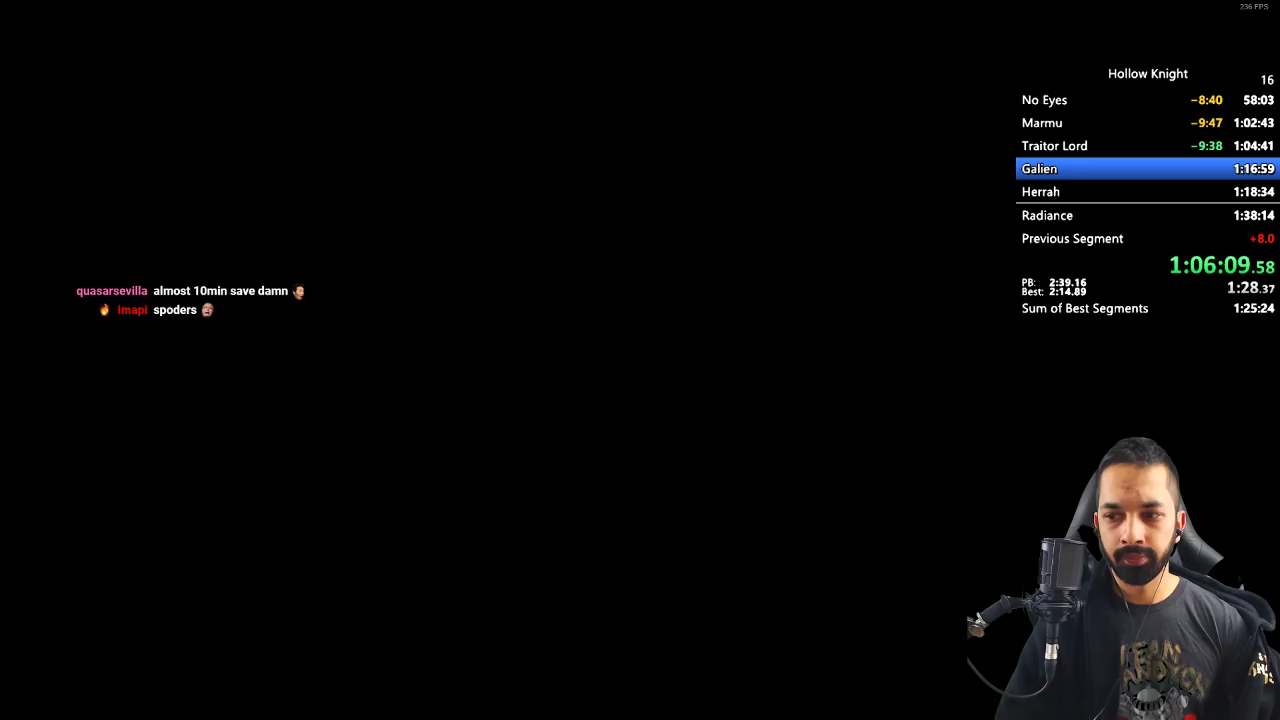 236 FPS
Hollow Knight
16
No Eyes −8:40 58:03
Marmu −9:47 1:02:43
Traitor Lord −9:38 1:04:41
Galien 1:16:59
Herrah 1:18:34
Radiance 1:38:14
Previous Segment +8.0
1:06:09.58
PB: 2:39.16
Best: 2:14.89
1:28.37
Sum of Best Segments 1:25:24
quasarsevilla almost 10min save damn
imapi spoders